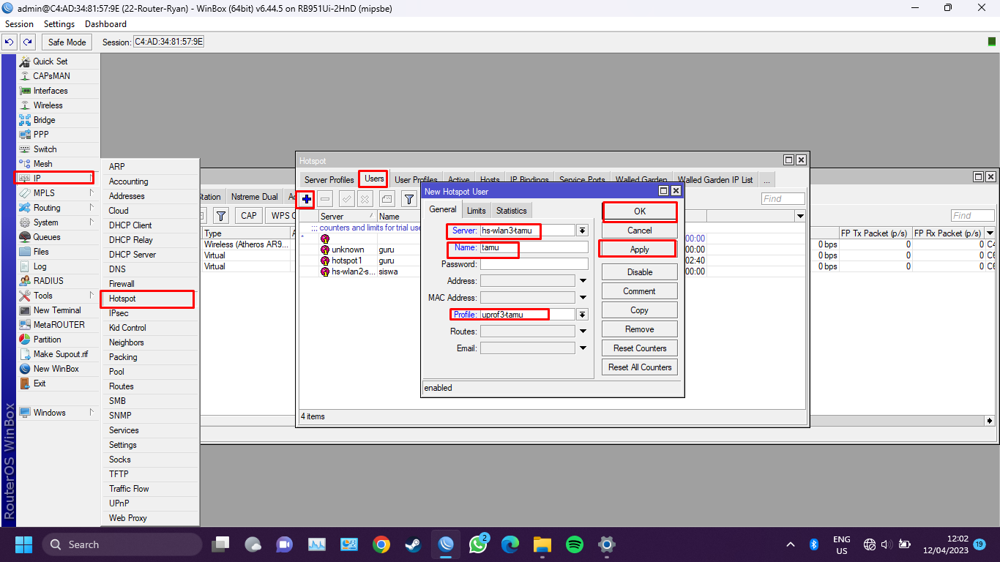 admin@C4:AD:34:81:57:9E (22-Router-Ryan) - WinBox (64bit) v6.44.5 on RB951Ui-2HnD (mipsbe)
Session Settings Dashboard
Safe Mode Session: C4:AD:34:81:57:9E
Quick Set
CAPsMAN
Interfaces
Wireless
Bridge
PPP
Switch
Mesh
IP
MPLS
Routing
System
Queues
Files
Log
RADIUS
Tools
New Terminal
MetaROUTER
Partition
Make Supout.rif
New WinBox
Exit
Windows
RouterOS WinBox
ARP
Accounting
Addresses
Cloud
DHCP Client
DHCP Relay
DHCP Server
DNS
Firewall
Hotspot
IPsec
Kid Control
Neighbors
Packing
Pool
Routes
SMB
SNMP
Services
Settings
Socks
TFTP
Traffic Flow
UPnP
Web Proxy
Station Nstreme Dual
CAP WPS
Type
Wireless (Atheros AR9...
Virtual
Virtual
Hotspot
Server Profiles Users User Profiles Active Hosts IP Bindings Service Ports Walled Garden Walled Garden IP List ...
Find
Server / Name
;;; counters and limits for trial use
*
unknown guru
hotspot1 guru
hs-wlan2-s... siswa
00:00
00:00
02:40
00:00
4 items
New Hotspot User
General Limits Statistics
Server: hs-wlan3-tamu
Name: tamu
Password:
Address:
MAC Address:
Profile: uprof3-tamu
Routes:
Email:
enabled
OK
Cancel
Apply
Disable
Comment
Copy
Remove
Reset Counters
Reset All Counters
Find
FP Tx Packet (p/s) FP Rx Packet (p/s)
0 bps 0 0
0 bps 0 0
0 bps 0 0
Search
2
ENG
US
12:02
12/04/2023
19